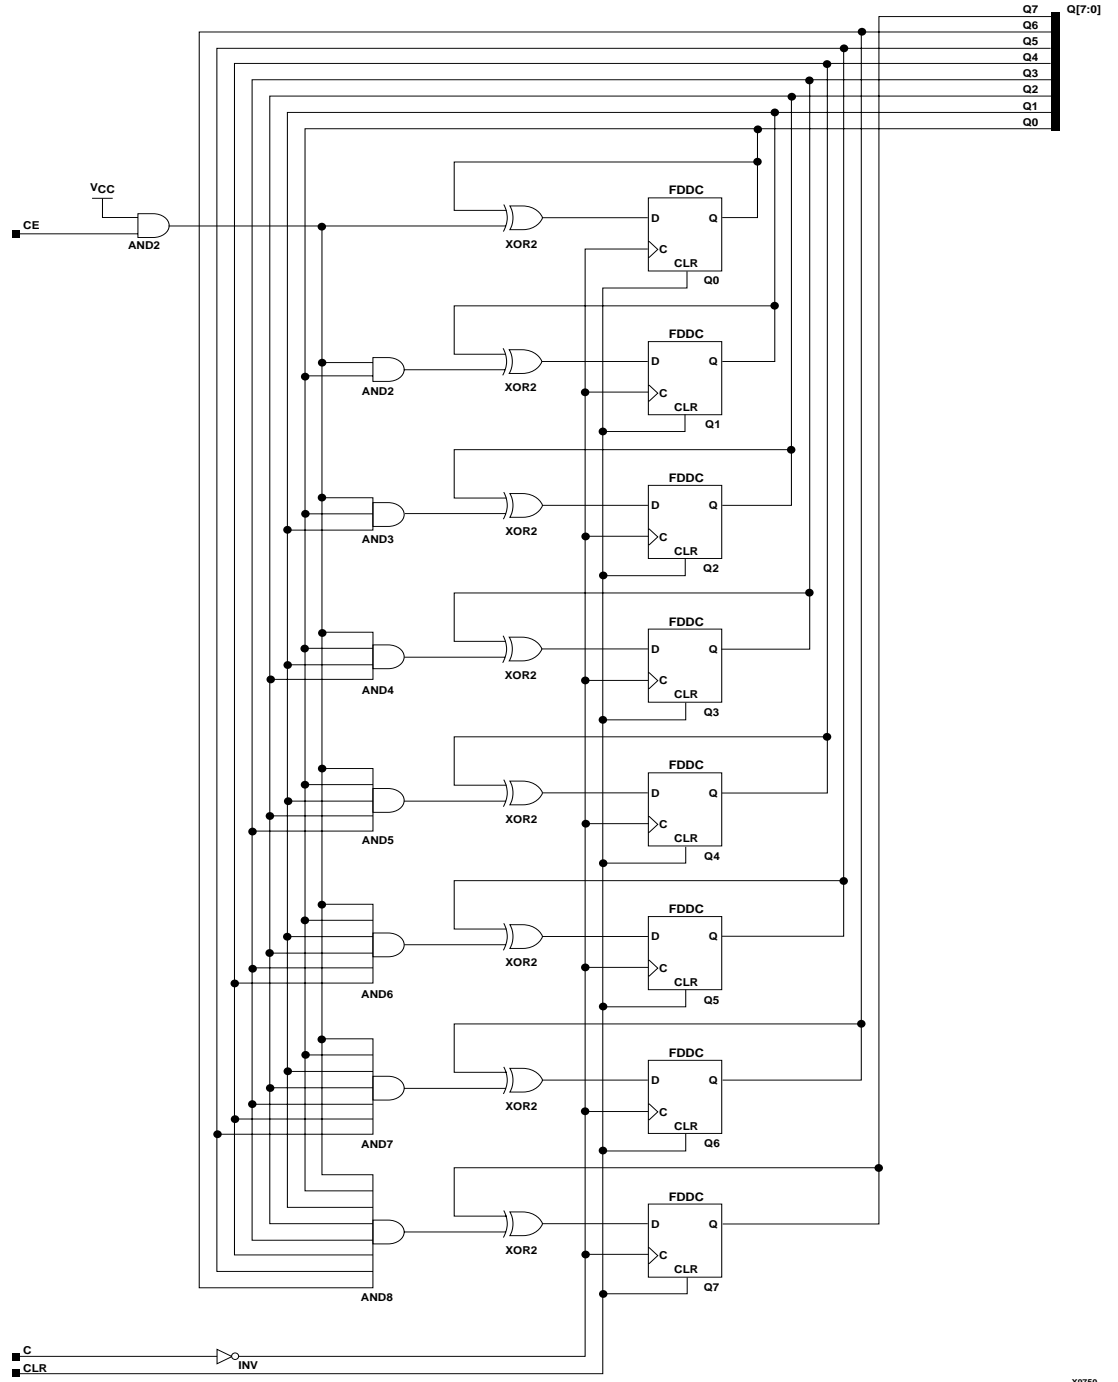 Q7 Q[7:0]
Q6
Q5
Q4
Q3
Q2
Q1
Q0
VCC
CE
AND2
XOR2
FDDC
D Q
C
CLR
Q0
AND2
XOR2
FDDC
D Q
C
CLR
Q1
AND3
XOR2
FDDC
D Q
C
CLR
Q2
AND4
XOR2
FDDC
D Q
C
CLR
Q3
AND5
XOR2
FDDC
D Q
C
CLR
Q4
AND6
XOR2
FDDC
D Q
C
CLR
Q5
AND7
XOR2
FDDC
D Q
C
CLR
Q6
AND8
XOR2
FDDC
D Q
C
CLR
Q7
C
INV
CLR